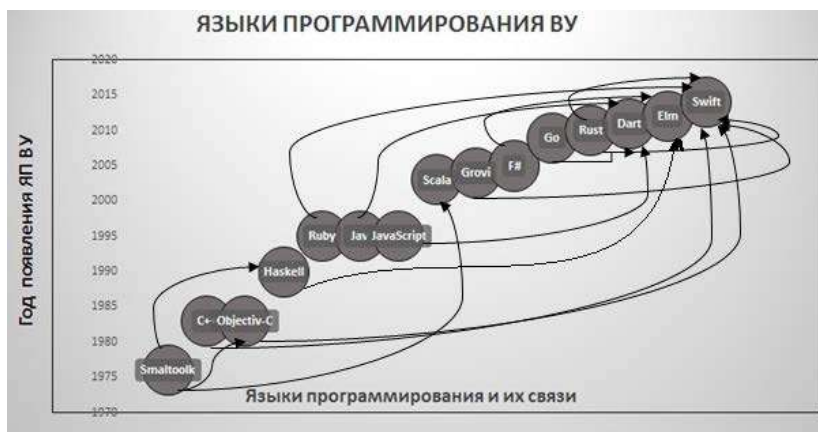 ЯЗЫКИ ПРОГРАММИРОВАНИЯ ВУ
Год появления ЯП ВУ
2020
2015
2010
2005
2000
1995
1990
1985
1980
1975
1970
Swift
Elm
Dart
Rust
Go
F#
Grovi
Scala
Ruby
Jav
JavaScript
Haskell
C+
Objectiv-C
Smaltoolk
Языки программирования и их связи